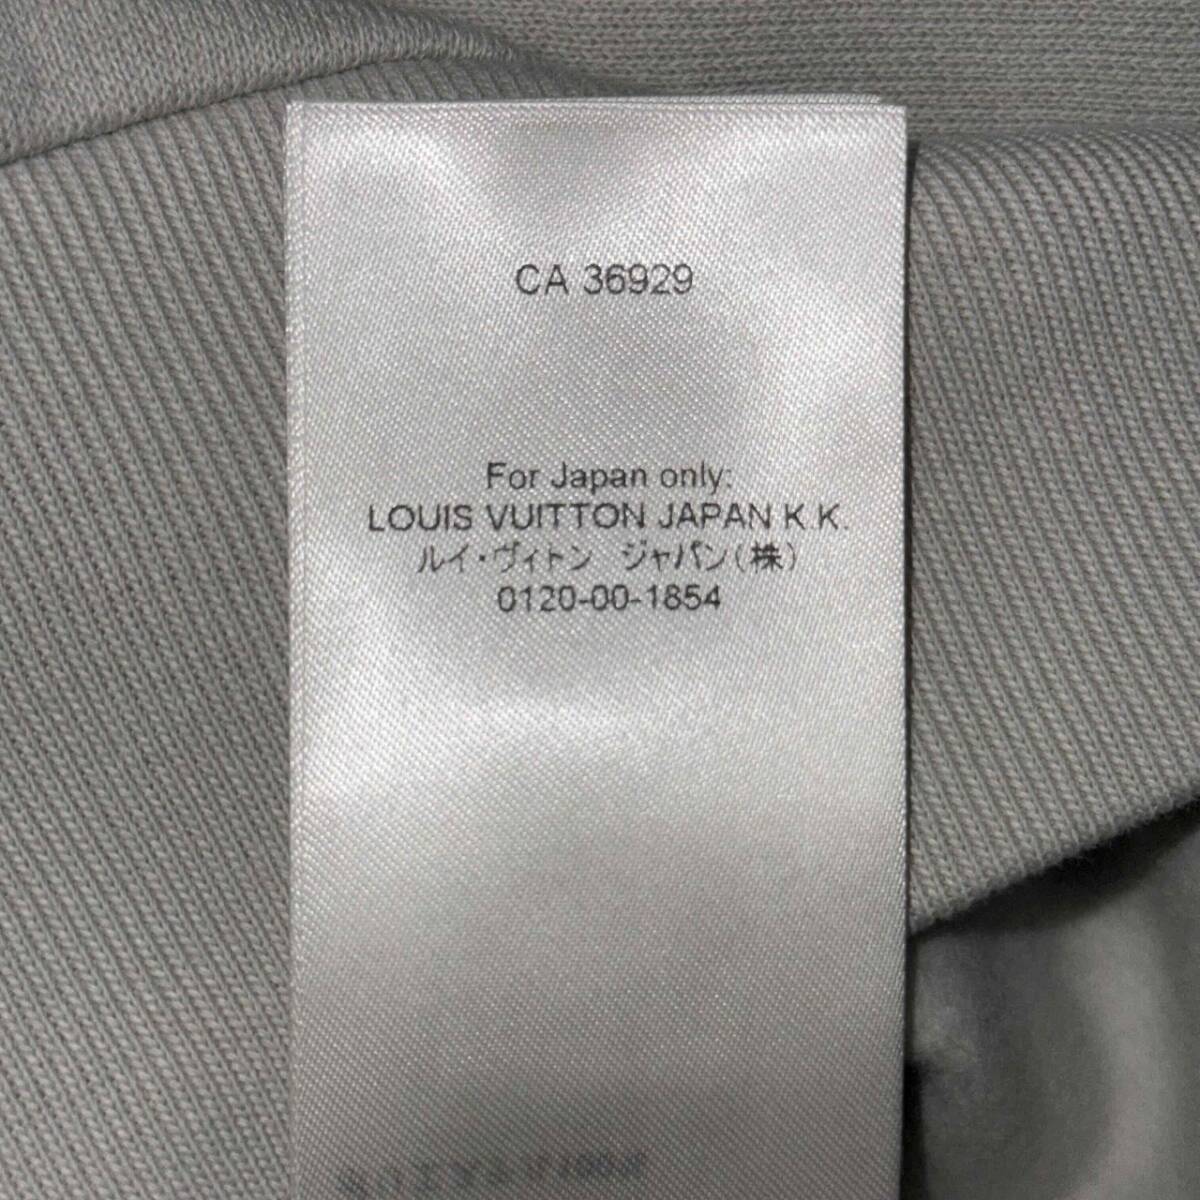 CA 36929
For Japan only:
LOUIS VUITTON JAPAN K.K.
ルイ・ヴィトン ジャパン(株)
0120-00-1854